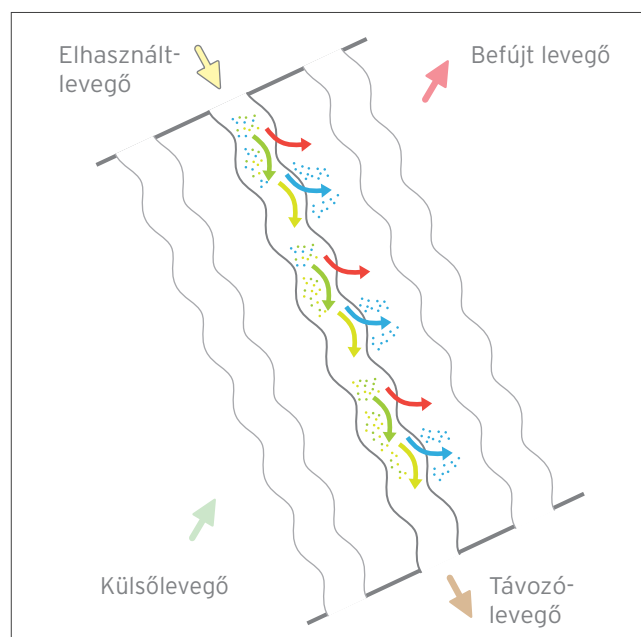 Elhasznált-
levegő
Befújt levegő
Külsőlevegő
Távozó-
levegő